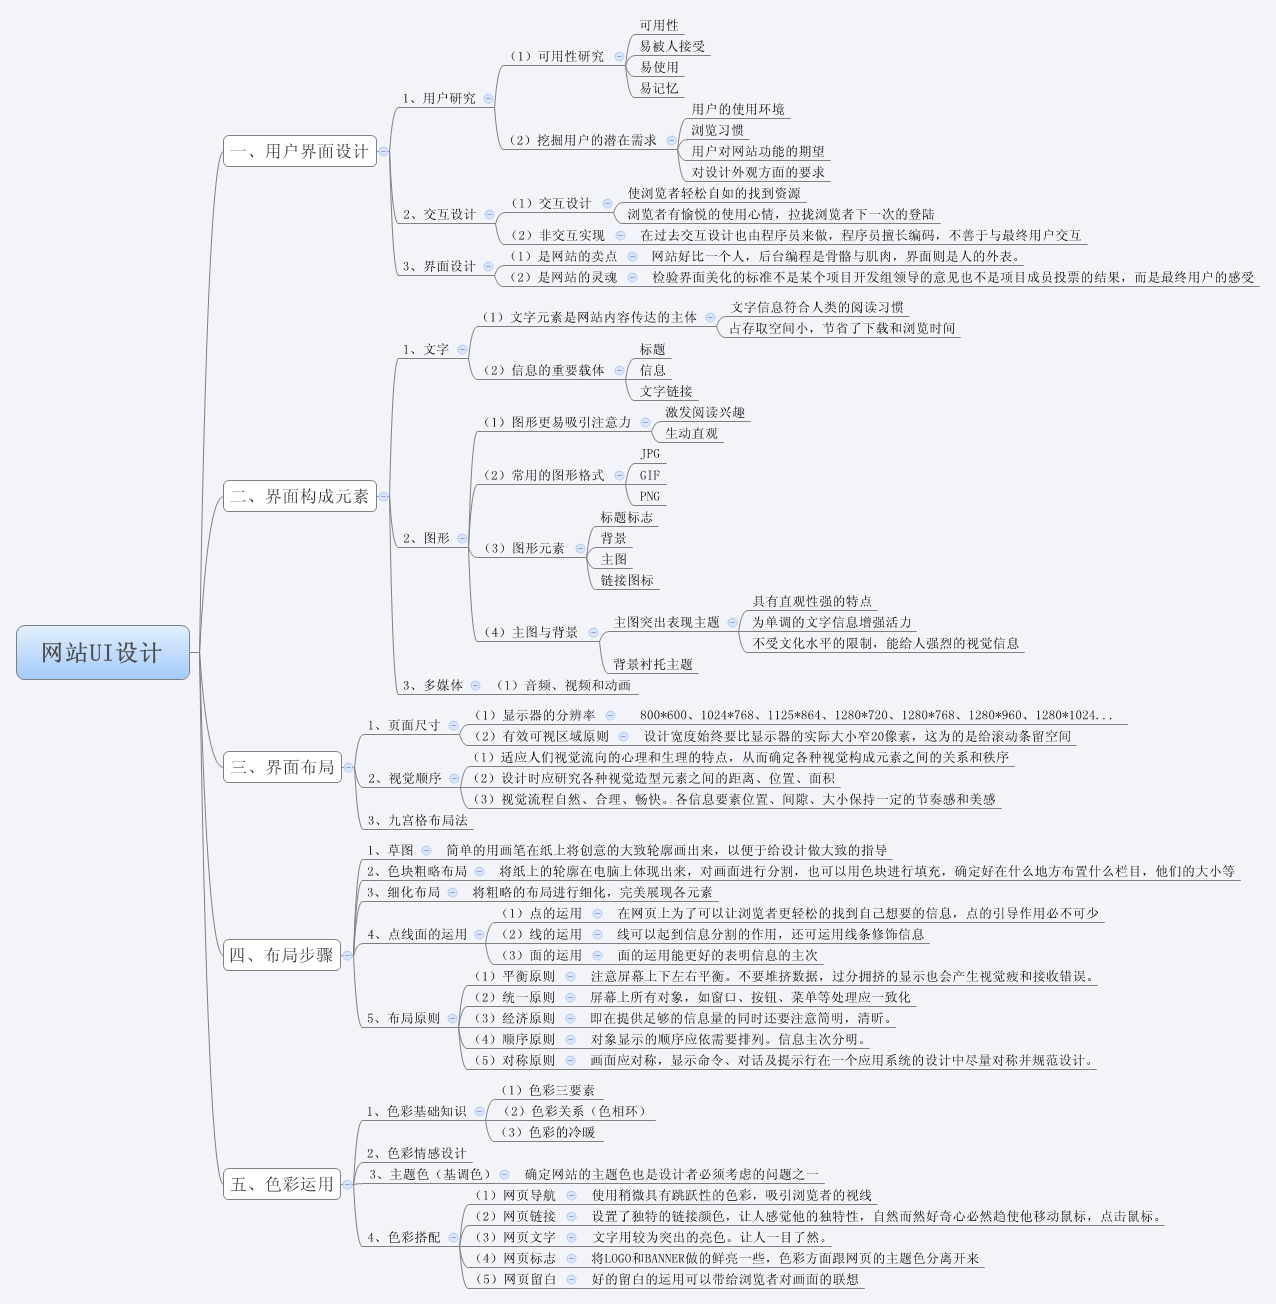 网站UI设计
一、用户界面设计
1、用户研究
(1) 可用性研究
可用性
易被人接受
易使用
易记忆
(2) 挖掘用户的潜在需求
用户的使用环境
浏览习惯
用户对网站功能的期望
对设计外观方面的要求
2、交互设计
(1) 交互设计
使浏览者轻松自如的找到资源
浏览者有愉悦的使用心情，拉拢浏览者下一次的登陆
(2) 非交互实现
在过去交互设计也由程序员来做，程序员擅长编码，不善于与最终用户交互
3、界面设计
(1) 是网站的卖点
网站好比一个人，后台编程是骨骼与肌肉，界面则是人的外表。
(2) 是网站的灵魂
检验界面美化的标准不是某个项目开发组领导的意见也不是项目成员投票的结果，而是最终用户的感受
二、界面构成元素
1、文字
(1) 文字元素是网站内容传达的主体
文字信息符合人类的阅读习惯
占存取空间小，节省了下载和浏览时间
(2) 信息的重要载体
标题
信息
文字链接
2、图形
(1) 图形更易吸引注意力
激发阅读兴趣
生动直观
(2) 常用的图形格式
JPG
GIF
PNG
(3) 图形元素
标题标志
背景
主图
链接图标
(4) 主图与背景
主图突出表现主题
具有直观性强的特点
为单调的文字信息增强活力
不受文化水平的限制，能给人强烈的视觉信息
背景衬托主题
3、多媒体
(1) 音频、视频和动画
三、界面布局
1、页面尺寸
(1) 显示器的分辨率
800*600、1024*768、1125*864、1280*720、1280*768、1280*960、1280*1024...
(2) 有效可视区域原则
设计宽度始终要比显示器的实际大小窄20像素，这为的是给滚动条留空间
2、视觉顺序
(1) 适应人们视觉流向的心理和生理的特点，从而确定各种视觉构成元素之间的关系和秩序
(2) 设计时应研究各种视觉造型元素之间的距离、位置、面积
(3) 视觉流程自然、合理、畅快。各信息要素位置、间隙、大小保持一定的节奏感和美感
3、九宫格布局法
四、布局步骤
1、草图
简单的用画笔在纸上将创意的大致轮廓画出来，以便于给设计做大致的指导
2、色块粗略布局
将纸上的轮廓在电脑上体现出来，对画面进行分割，也可以用色块进行填充，确定好在什么地方布置什么栏目，他们的大小等
3、细化布局
将粗略的布局进行细化，完美展现各元素
4、点线面的运用
(1) 点的运用
在网页上为了可以让浏览者更轻松的找到自己想要的信息，点的引导作用必不可少
(2) 线的运用
线可以起到信息分割的作用，还可运用线条修饰信息
(3) 面的运用
面的运用能更好的表明信息的主次
5、布局原则
(1) 平衡原则
注意屏幕上下左右平衡。不要堆挤数据，过分拥挤的显示也会产生视觉疲和接收错误。
(2) 统一原则
屏幕上所有对象，如窗口、按钮、菜单等处理应一致化
(3) 经济原则
即在提供足够的信息量的同时还要注意简明，清昕。
(4) 顺序原则
对象显示的顺序应依需要排列。信息主次分明。
(5) 对称原则
画面应对称，显示命令、对话及提示行在一个应用系统的设计中尽量对称并规范设计。
五、色彩运用
1、色彩基础知识
(1) 色彩三要素
(2) 色彩关系（色相环）
(3) 色彩的冷暖
2、色彩情感设计
3、主题色（基调色）
确定网站的主题色也是设计者必须考虑的问题之一
4、色彩搭配
(1) 网页导航
使用稍微具有跳跃性的色彩，吸引浏览者的视线
(2) 网页链接
设置了独特的链接颜色，让人感觉他的独特性，自然而然好奇心必然趋使他移动鼠标，点击鼠标。
(3) 网页文字
文字用较为突出的亮色。让人一目了然。
(4) 网页标志
将LOGO和BANNER做的鲜亮一些，色彩方面跟网页的主题色分离开来
(5) 网页留白
好的留白的运用可以带给浏览者对画面的联想